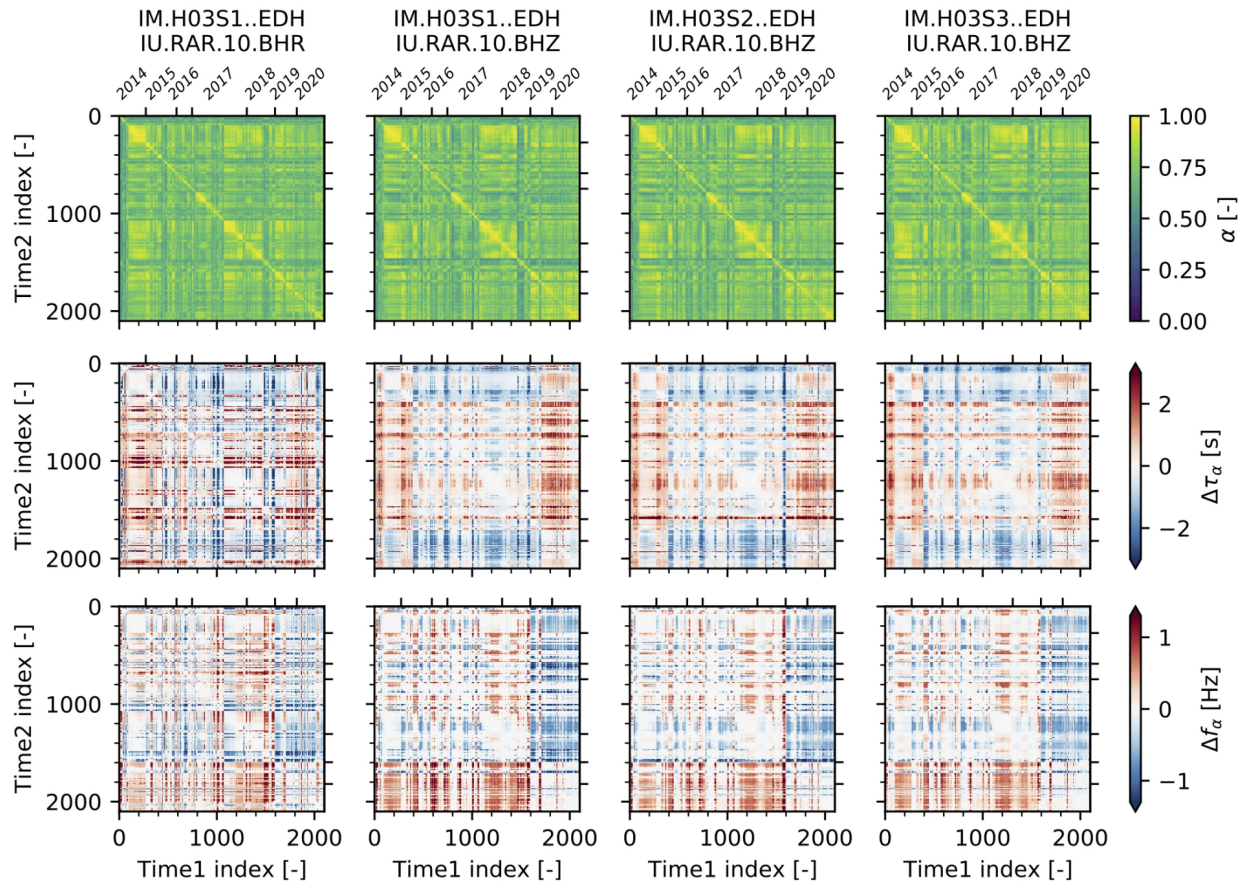 IM.H03S1..EDH IM.H03S1..EDH IM.H03S2..EDH IM.H03S3..EDH
IU.RAR.10.BHR IU.RAR.10.BHZ IU.RAR.10.BHZ IU.RAR.10.BHZ
2014 2015 2016 2017 2018 2019 2020 2014 2015 2016 2017 2018 2019 2020 2014 2015 2016 2017 2018 2019 2020 2014 2015 2016 2017 2018 2019 2020
Time2 index [-]
0
1000
2000
1.00
0.75
0.50
0.25
0.00
α [-]
Time2 index [-]
0
1000
2000
2
0
−2
Δτα [s]
Time2 index [-]
0
1000
2000
1
0
−1
Δfα [Hz]
0 1000 2000 0 1000 2000 0 1000 2000 0 1000 2000
Time1 index [-] Time1 index [-] Time1 index [-] Time1 index [-]